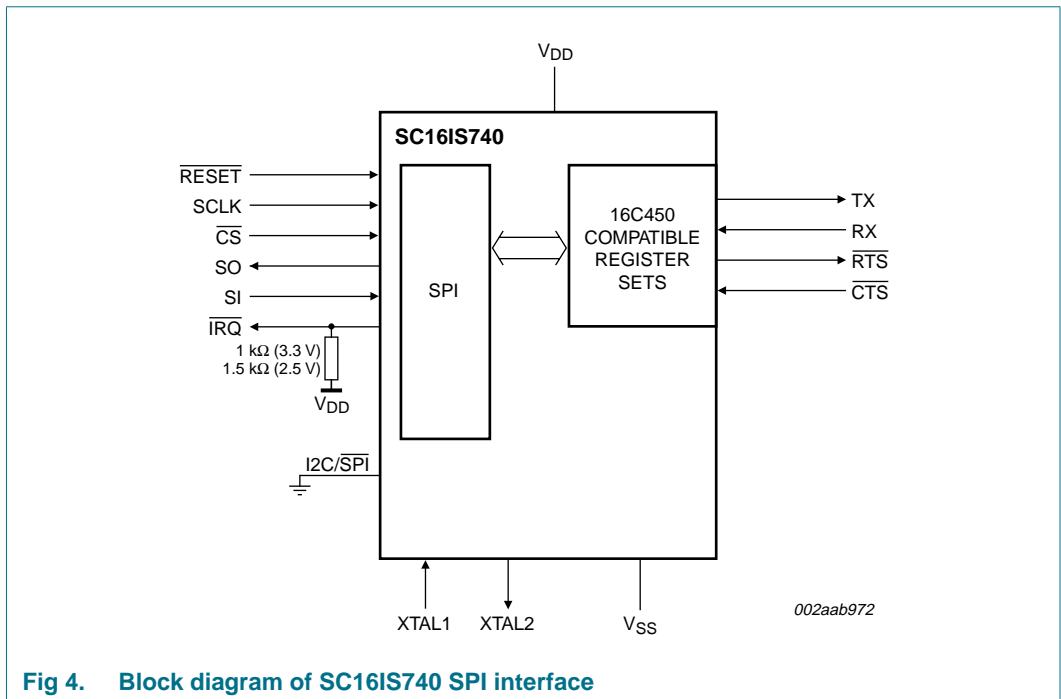 VDD
SC16IS740
RESET
SCLK
CS
SO
SI
IRQ
1 kΩ (3.3 V)
1.5 kΩ (2.5 V)
VDD
I2C/SPI
SPI
16C450
COMPATIBLE
REGISTER
SETS
TX
RX
RTS
CTS
XTAL1
XTAL2
VSS
002aab972
Fig 4. Block diagram of SC16IS740 SPI interface